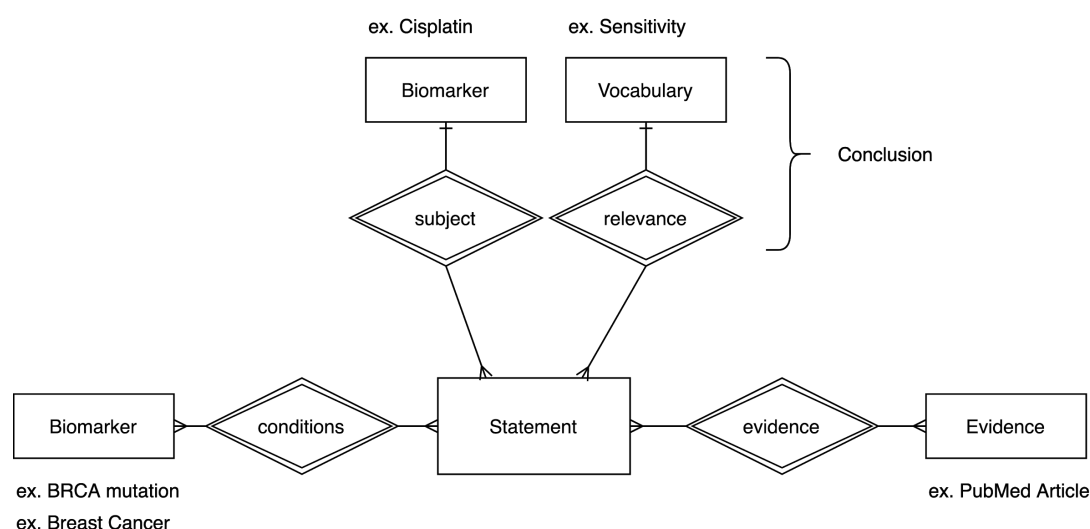 ex. Cisplatin
ex. Sensitivity
Biomarker
Vocabulary
Conclusion
subject
relevance
Biomarker
conditions
Statement
evidence
Evidence
ex. BRCA mutation
ex. PubMed Article
ex. Breast Cancer